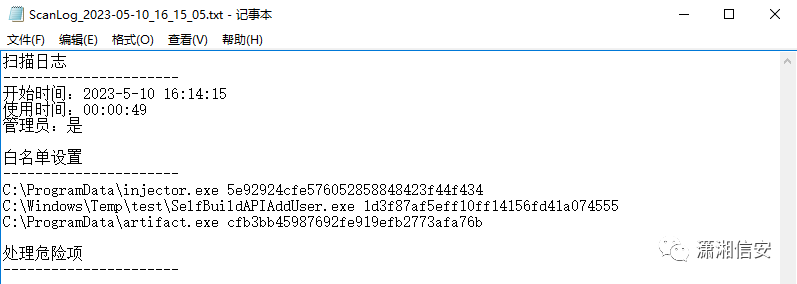 ScanLog_2023-05-10_16_15_05.txt - 记事本
文件(F) 编辑(E) 格式(O) 查看(V) 帮助(H)
扫描日志
----------------------
开始时间：2023-5-10 16:14:15
使用时间：00:00:49
管理员：是
白名单设置
----------------------
C:\ProgramData\injector.exe 5e92924cfe576052858848423f44f434
C:\Windows\Temp\test\SelfBuildAPIAddUser.exe 1d3f87af5eff10ff14156fd41a074555
C:\ProgramData\artifact.exe cfb3bb45987692fe919efb2773afa76b
处理危险项
----------------------
潇湘信安